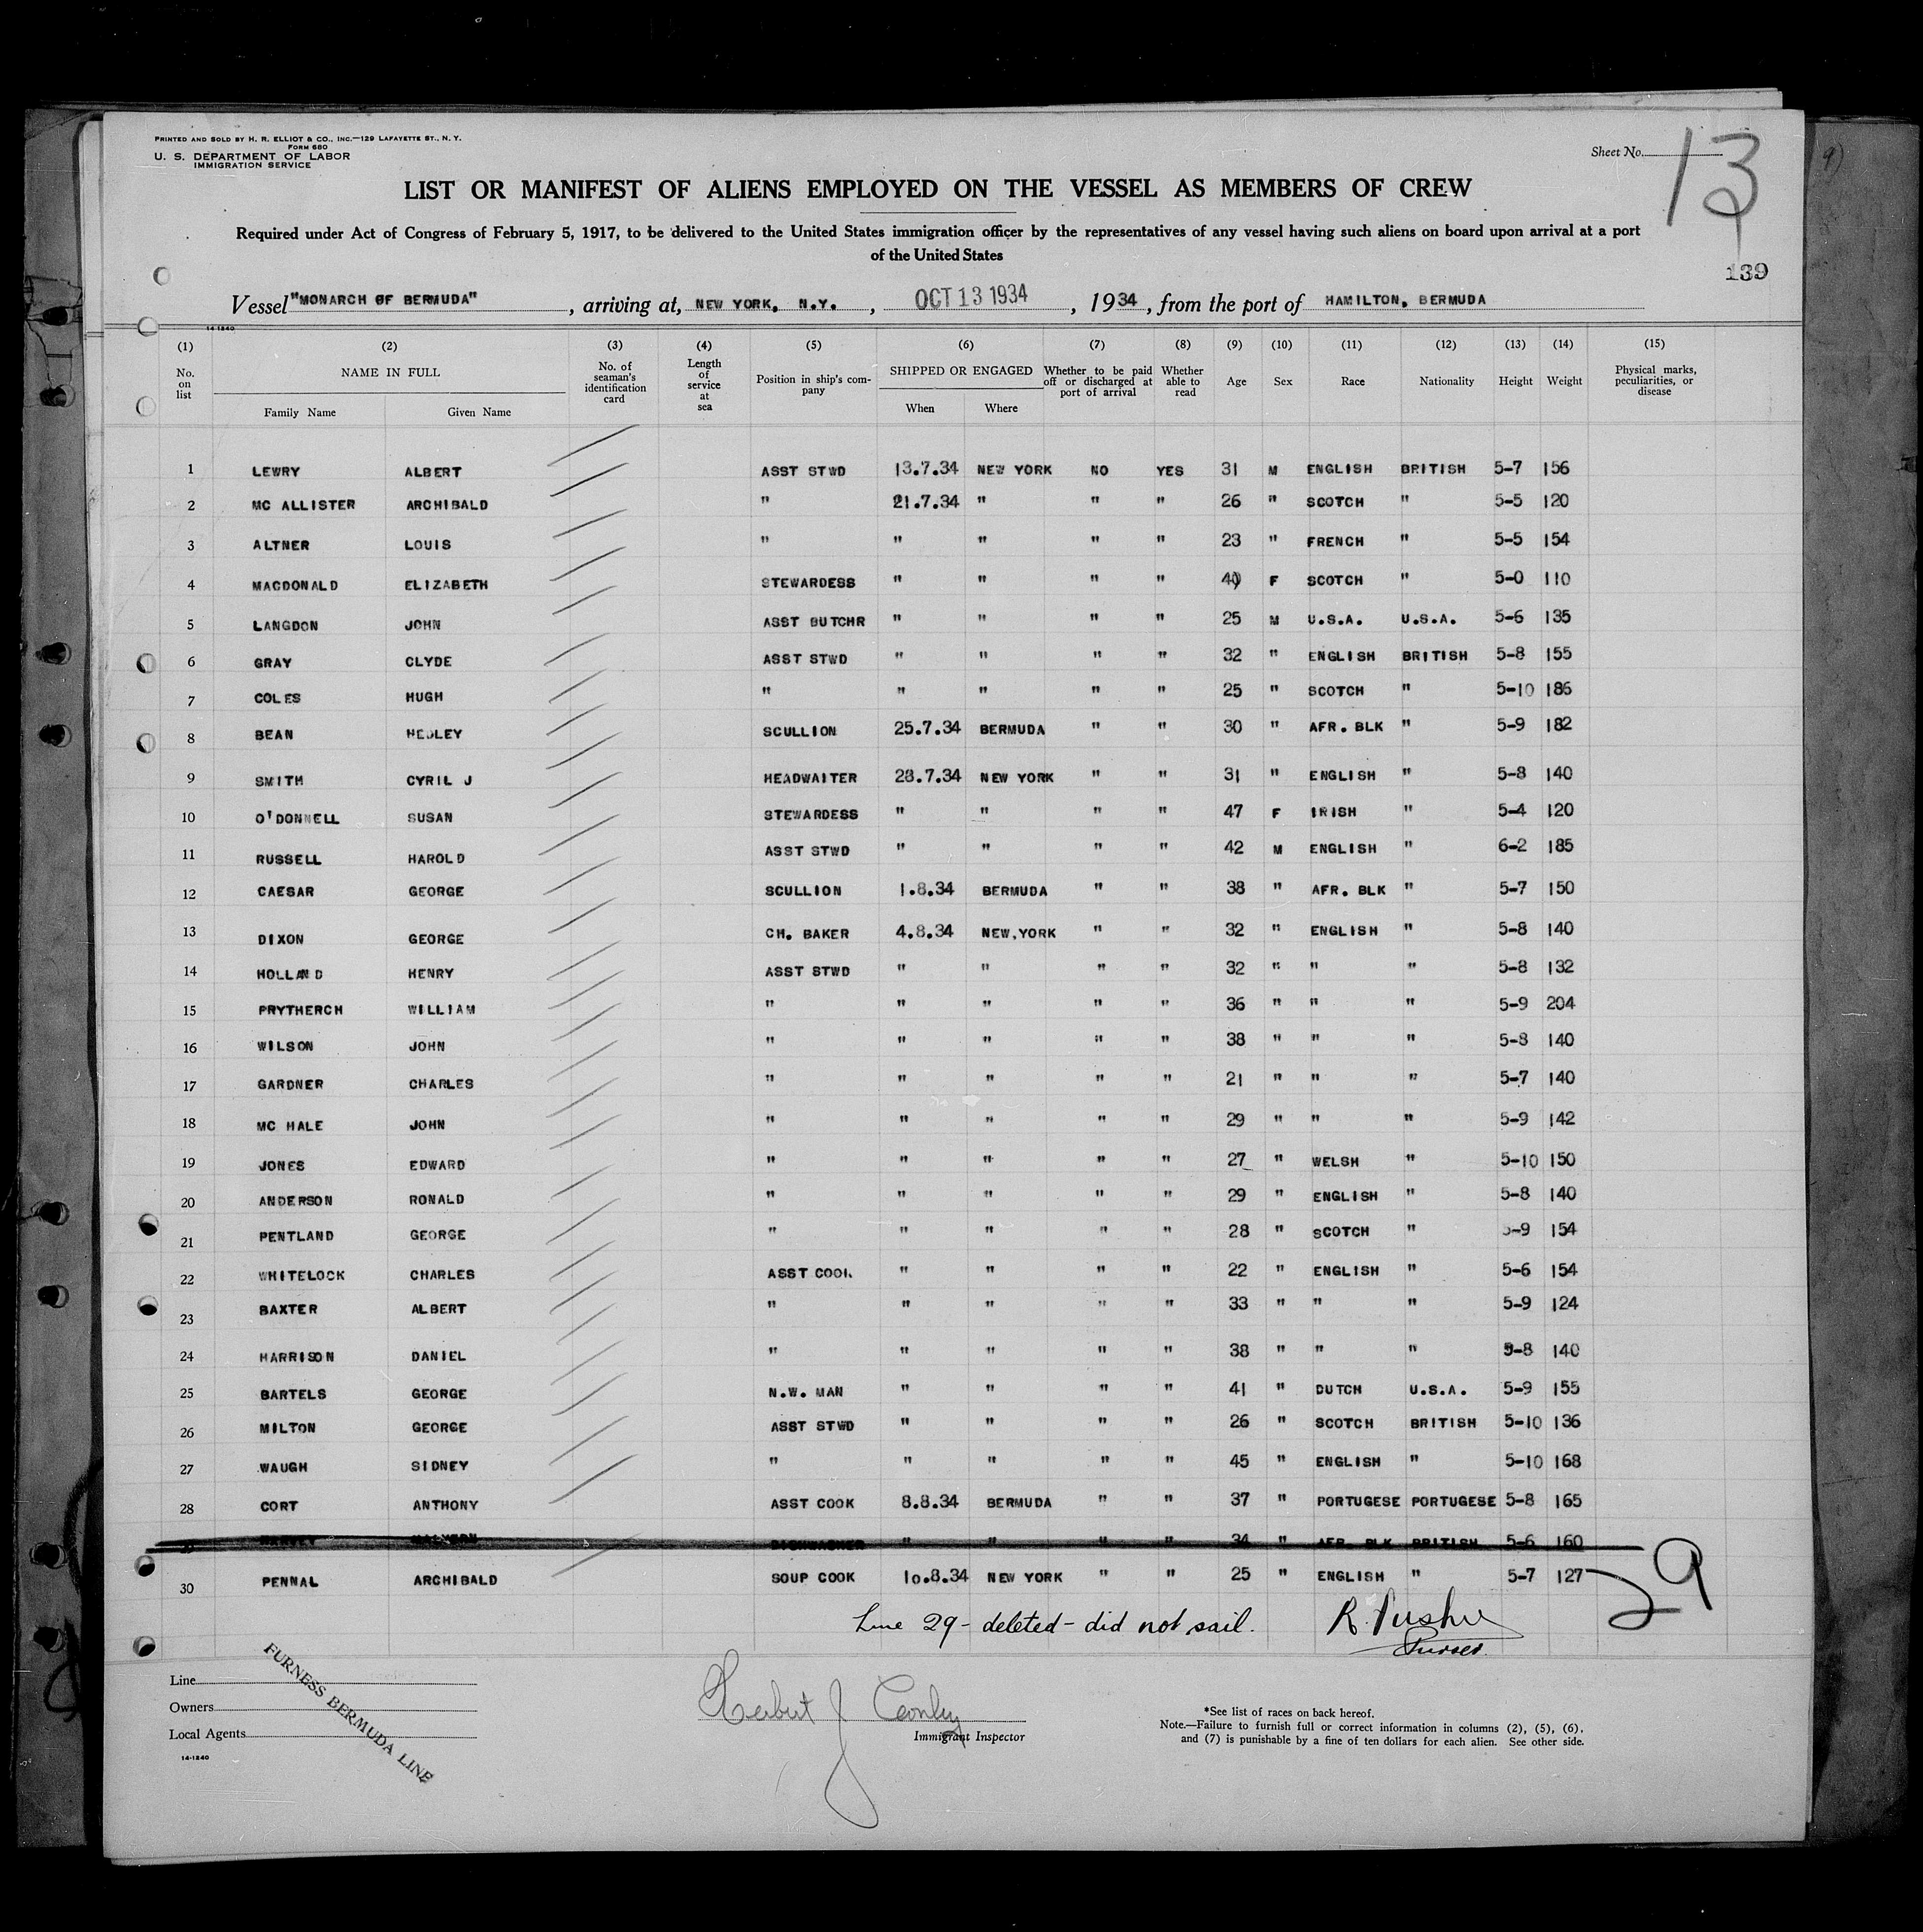 PRINTED AND SOLD BY H. R. ELLIOT & CO., INC.—129 LAFAYETTE ST., N. Y.
FORM 680
U. S. DEPARTMENT OF LABOR
IMMIGRATION SERVICE
Sheet No. 13
LIST OR MANIFEST OF ALIENS EMPLOYED ON THE VESSEL AS MEMBERS OF CREW
Required under Act of Congress of February 5, 1917, to be delivered to the United States immigration officer by the representatives of any vessel having such aliens on board upon arrival at a port
of the United States
139
Vessel "MONARCH OF BERMUDA", arriving at, NEW YORK, N.Y., OCT 13 1934, 1934, from the port of HAMILTON, BERMUDA
14-1240
(1) (2) (3) (4) (5) (6) (7) (8) (9) (10) (11) (12) (13) (14) (15)
No. on list NAME IN FULL Family Name Given Name No. of seaman's identification card Length of service at sea Position in ship's company SHIPPED OR ENGAGED When Where Whether to be paid off or discharged at port of arrival Whether able to read Age Sex Race Nationality Height Weight Physical marks, peculiarities, or disease
1 LEWRY ALBERT ASST STWD 13.7.34 NEW YORK NO YES 31 M ENGLISH BRITISH 5-7 156
2 MC ALLISTER ARCHIBALD " 21.7.34 " " " 26 " SCOTCH " 5-5 120
3 ALTNER LOUIS " " " " " 23 " FRENCH " 5-5 154
4 MACDONALD ELIZABETH STEWARDESS " " " " 40 F SCOTCH " 5-0 110
5 LANGDON JOHN ASST BUTCHR " " " " 25 M U.S.A. U.S.A. 5-6 135
6 GRAY CLYDE ASST STWD " " " " 32 " ENGLISH BRITISH 5-8 155
7 COLES HUGH " " " " " 25 " SCOTCH " 5-10 186
8 BEAN HEDLEY SCULLION 25.7.34 BERMUDA " " 30 " AFR. BLK " 5-9 182
9 SMITH CYRIL J HEADWAITER 28.7.34 NEW YORK " " 31 " ENGLISH " 5-8 140
10 O'DONNELL SUSAN STEWARDESS " " " " 47 F IRISH " 5-4 120
11 RUSSELL HAROLD ASST STWD " " " " 42 M ENGLISH " 6-2 185
12 CAESAR GEORGE SCULLION 1.8.34 BERMUDA " " 38 " AFR. BLK " 5-7 150
13 DIXON GEORGE CH. BAKER 4.8.34 NEW.YORK " " 32 " ENGLISH " 5-8 140
14 HOLLAND HENRY ASST STWD " " " " 32 " " " 5-8 132
15 PRYTHERCH WILLIAM " " " " " 36 " " " 5-9 204
16 WILSON JOHN " " " " " 38 " " " 5-8 140
17 GARDNER CHARLES " " " " " 21 " " " 5-7 140
18 MC HALE JOHN " " " " " 29 " " " 5-9 142
19 JONES EDWARD " " " " " 27 " WELSH " 5-10 150
20 ANDERSON RONALD " " " " " 29 " ENGLISH " 5-8 140
21 PENTLAND GEORGE " " " " " 28 " SCOTCH " 5-9 154
22 WHITELOCK CHARLES ASST COOK " " " " 22 " ENGLISH " 5-6 154
23 BAXTER ALBERT " " " " " 33 " " " 5-9 124
24 HARRISON DANIEL " " " " " 38 " " " 5-8 140
25 BARTELS GEORGE N.W. MAN " " " " 41 " DUTCH U.S.A. 5-9 155
26 MILTON GEORGE ASST STWD " " " " 26 " SCOTCH BRITISH 5-10 136
27 WAUGH SIDNEY " " " " " 45 " ENGLISH " 5-10 168
28 CORT ANTHONY ASST COOK 8.8.34 BERMUDA " " 37 " PORTUGESE PORTUGESE 5-8 165
29 HARVEY DISHWASHER " " " " 34 " AFR. BLK BRITISH 5-6 160
30 PENNAL ARCHIBALD SOUP COOK 10.8.34 NEW YORK " " 25 " ENGLISH " 5-7 127
29
Line 29 - deleted - did not sail.
R.
Purser.
Line
Owners
Local Agents
FURNESS BERMUDA LINE
14-1240
Herbert J Conley
Immigrant Inspector
*See list of races on back hereof.
Note.—Failure to furnish full or correct information in columns (2), (5), (6),
and (7) is punishable by a fine of ten dollars for each alien. See other side.